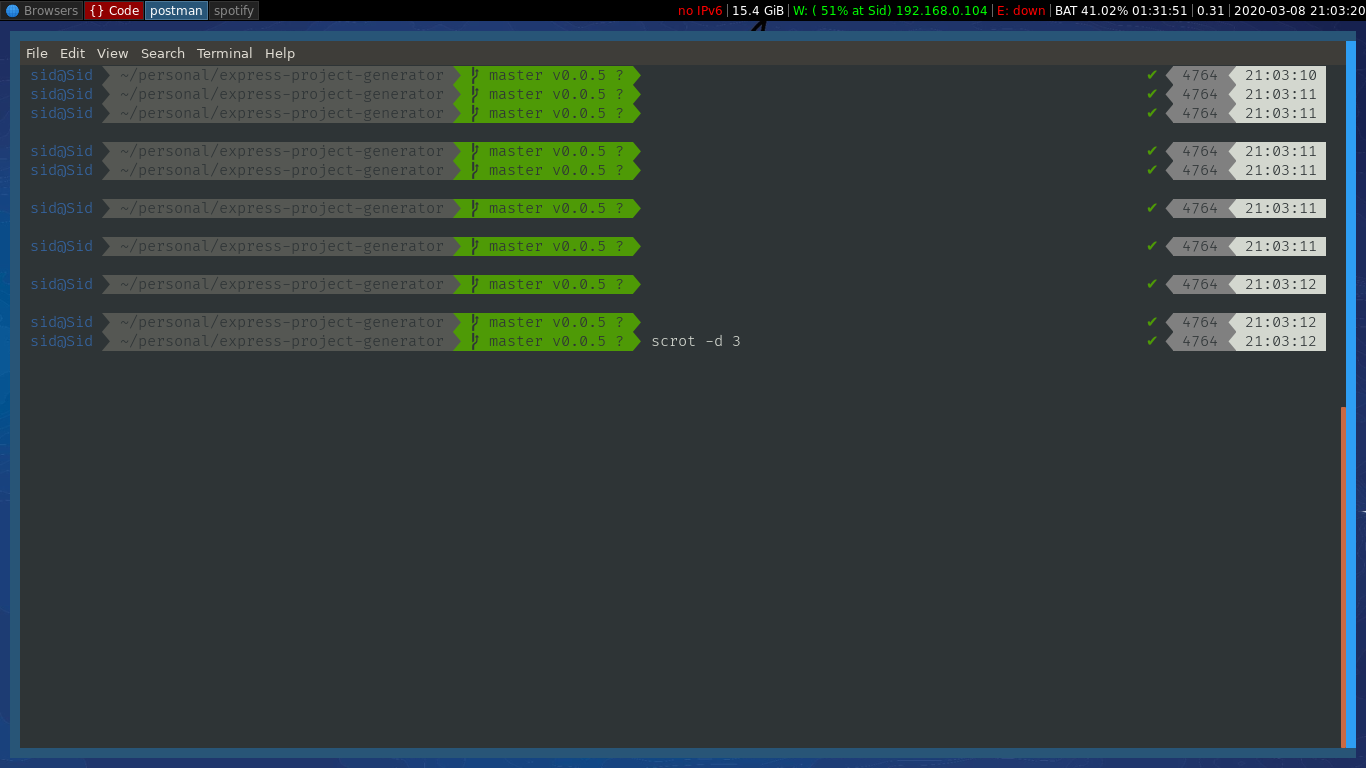 Browsers {} Code postman spotify no IPv6 | 15.4 GiB | W: ( 51% at Sid) 192.168.0.104 | E: down | BAT 41.02% 01:31:51 | 0.31 | 2020-03-08 21:03:20
File Edit View Search Terminal Help
sid@Sid ~/personal/express-project-generator master v0.0.5 ? ✔ 4764 21:03:10
sid@Sid ~/personal/express-project-generator master v0.0.5 ? ✔ 4764 21:03:11
sid@Sid ~/personal/express-project-generator master v0.0.5 ? ✔ 4764 21:03:11
sid@Sid ~/personal/express-project-generator master v0.0.5 ? ✔ 4764 21:03:11
sid@Sid ~/personal/express-project-generator master v0.0.5 ? ✔ 4764 21:03:11
sid@Sid ~/personal/express-project-generator master v0.0.5 ? ✔ 4764 21:03:11
sid@Sid ~/personal/express-project-generator master v0.0.5 ? ✔ 4764 21:03:11
sid@Sid ~/personal/express-project-generator master v0.0.5 ? ✔ 4764 21:03:12
sid@Sid ~/personal/express-project-generator master v0.0.5 ? ✔ 4764 21:03:12
sid@Sid ~/personal/express-project-generator master v0.0.5 ? scrot -d 3 ✔ 4764 21:03:12